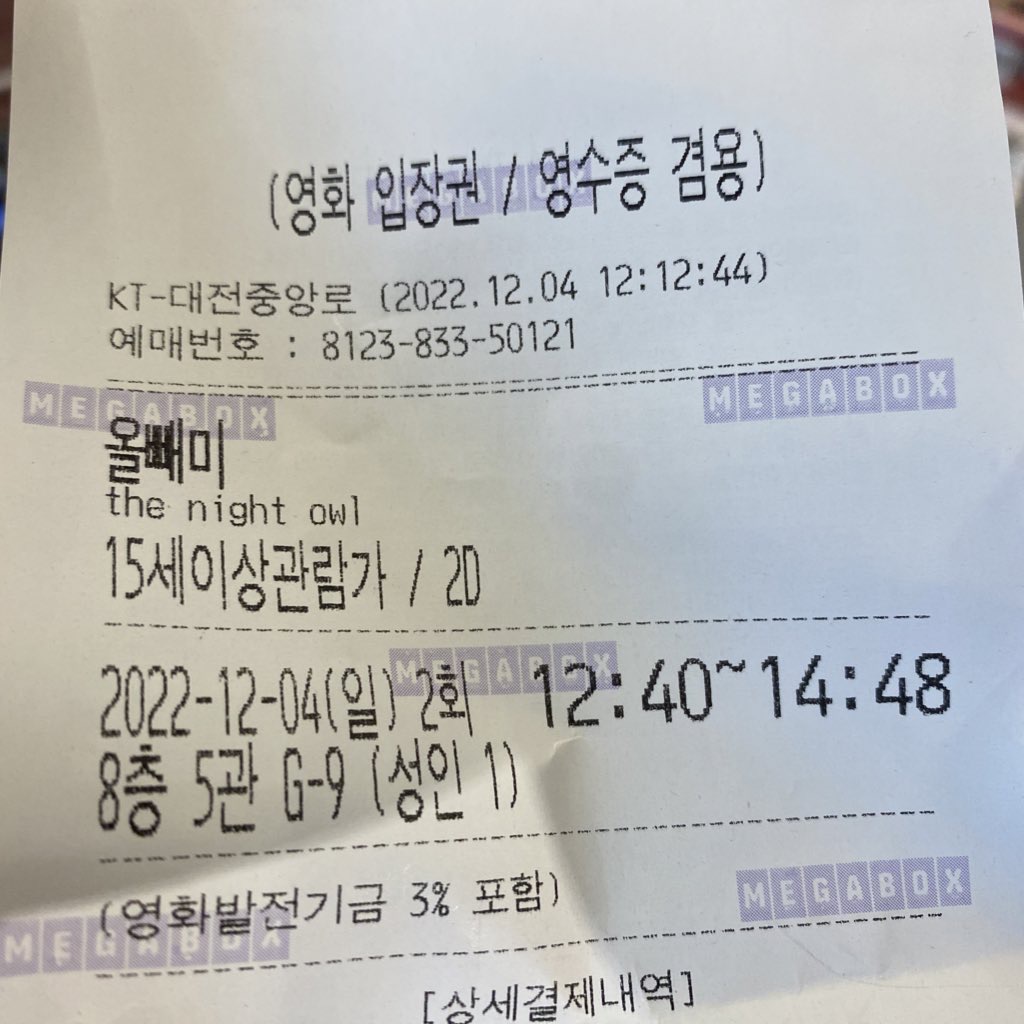 (영화 입장권 / 영수증 겸용)
KT-대전중앙로 (2022.12.04 12:12:44)
예매번호 : 8123-833-50121
MEGABOX MEGABOX
올빼미
the night owl
15세이상관람가 / 2D
MEGABOX
2022-12-04(일) 2회 12:40~14:48
8층 5관 G-9 (성인 1)
MEGABOX
(영화발전기금 3% 포함)
MEGABOX
[상세결제내역]